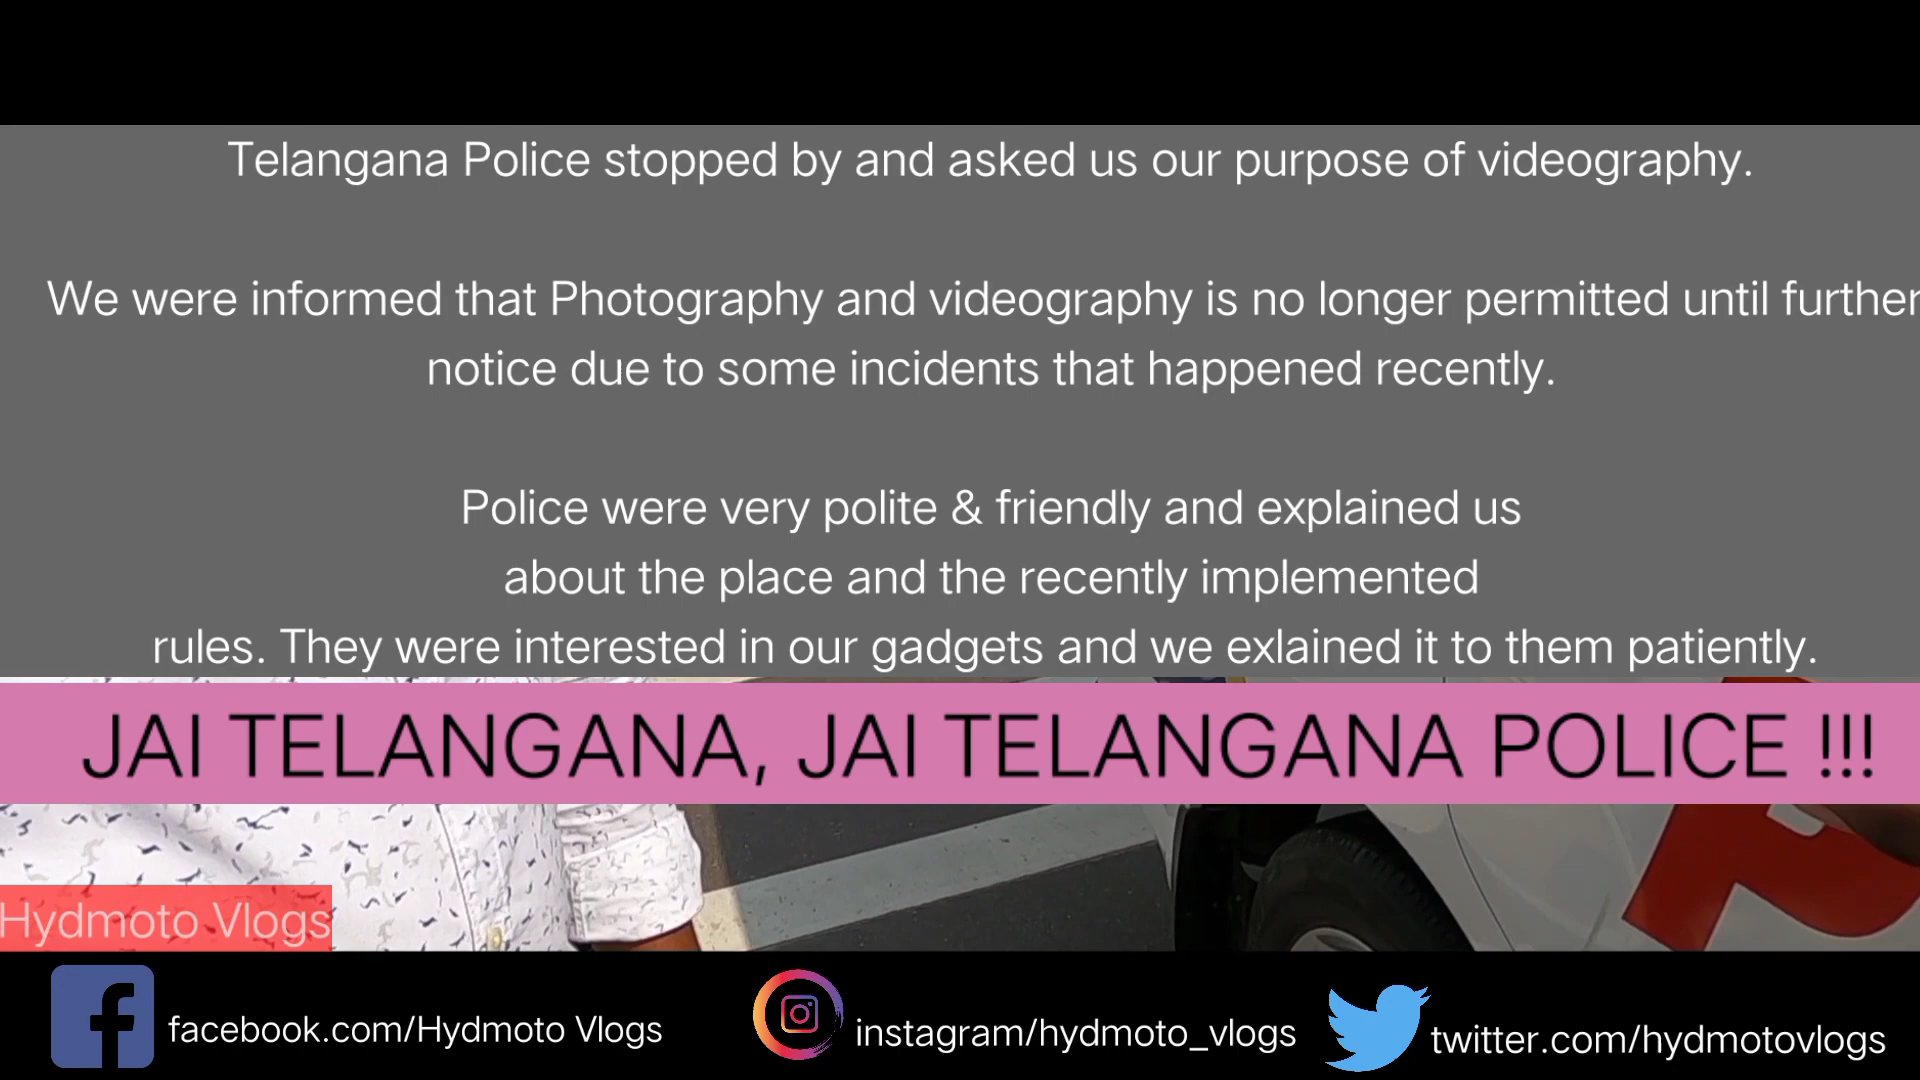 Telangana Police stopped by and asked us our purpose of videography.
We were informed that Photography and videography is no longer permitted until further
notice due to some incidents that happened recently.
Police were very polite & friendly and explained us
about the place and the recently implemented
rules. They were interested in our gadgets and we exlained it to them patiently.
JAI TELANGANA, JAI TELANGANA POLICE !!!
Hydmoto Vlogs
facebook.com/Hydmoto Vlogs
instagram/hydmoto_vlogs
twitter.com/hydmotovlogs